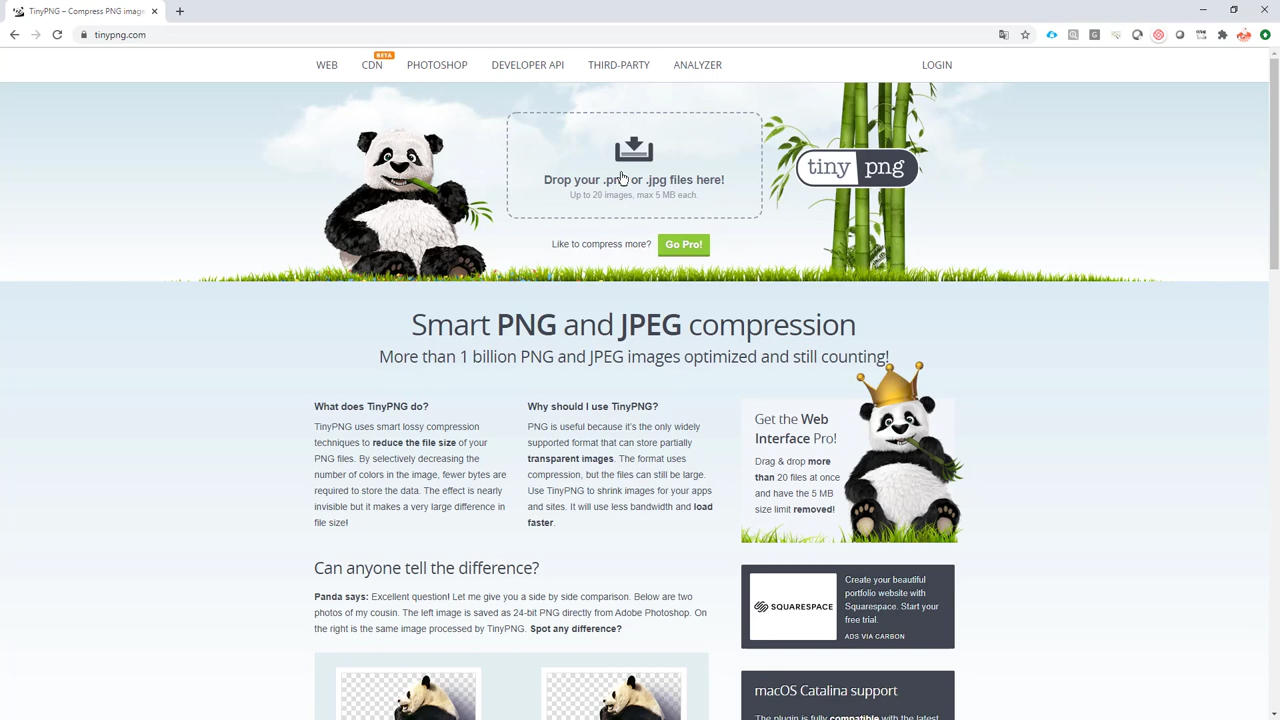 TinyPNG – Compress PNG image
tinypng.com
WEB
CDN
BETA
PHOTOSHOP
DEVELOPER API
THIRD-PARTY
ANALYZER
LOGIN
Drop your .png or .jpg files here!
Up to 20 images, max 5 MB each.
tiny png
Like to compress more?
Go Pro!
Smart PNG and JPEG compression
More than 1 billion PNG and JPEG images optimized and still counting!
What does TinyPNG do?
TinyPNG uses smart lossy compression
techniques to reduce the file size of your
PNG files. By selectively decreasing the
number of colors in the image, fewer bytes are
required to store the data. The effect is nearly
invisible but it makes a very large difference in
file size!
Why should I use TinyPNG?
PNG is useful because it's the only widely
supported format that can store partially
transparent images. The format uses
compression, but the files can still be large.
Use TinyPNG to shrink images for your apps
and sites. It will use less bandwidth and load
faster.
Get the Web
Interface Pro!
Drag & drop more
than 20 files at once
and have the 5 MB
size limit removed!
Can anyone tell the difference?
Panda says: Excellent question! Let me give you a side by side comparison. Below are two
photos of my cousin. The left image is saved as 24-bit PNG directly from Adobe Photoshop. On
the right is the same image processed by TinyPNG. Spot any difference?
SQUARESPACE
Create your beautiful
portfolio website with
Squarespace. Start your
free trial.
ADS VIA CARBON
macOS Catalina support
The plugin is fully compatible with the latest